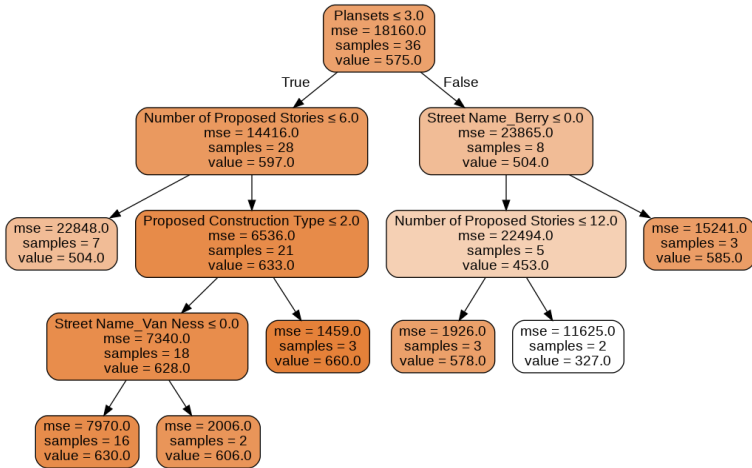 Plansets ≤ 3.0
mse = 18160.0
samples = 36
value = 575.0
True
False
Number of Proposed Stories ≤ 6.0
mse = 14416.0
samples = 28
value = 597.0
Street Name_Berry ≤ 0.0
mse = 23865.0
samples = 8
value = 504.0
mse = 22848.0
samples = 7
value = 504.0
Proposed Construction Type ≤ 2.0
mse = 6536.0
samples = 21
value = 633.0
Number of Proposed Stories ≤ 12.0
mse = 22494.0
samples = 5
value = 453.0
mse = 15241.0
samples = 3
value = 585.0
Street Name_Van Ness ≤ 0.0
mse = 7340.0
samples = 18
value = 628.0
mse = 1459.0
samples = 3
value = 660.0
mse = 1926.0
samples = 3
value = 578.0
mse = 11625.0
samples = 2
value = 327.0
mse = 7970.0
samples = 16
value = 630.0
mse = 2006.0
samples = 2
value = 606.0